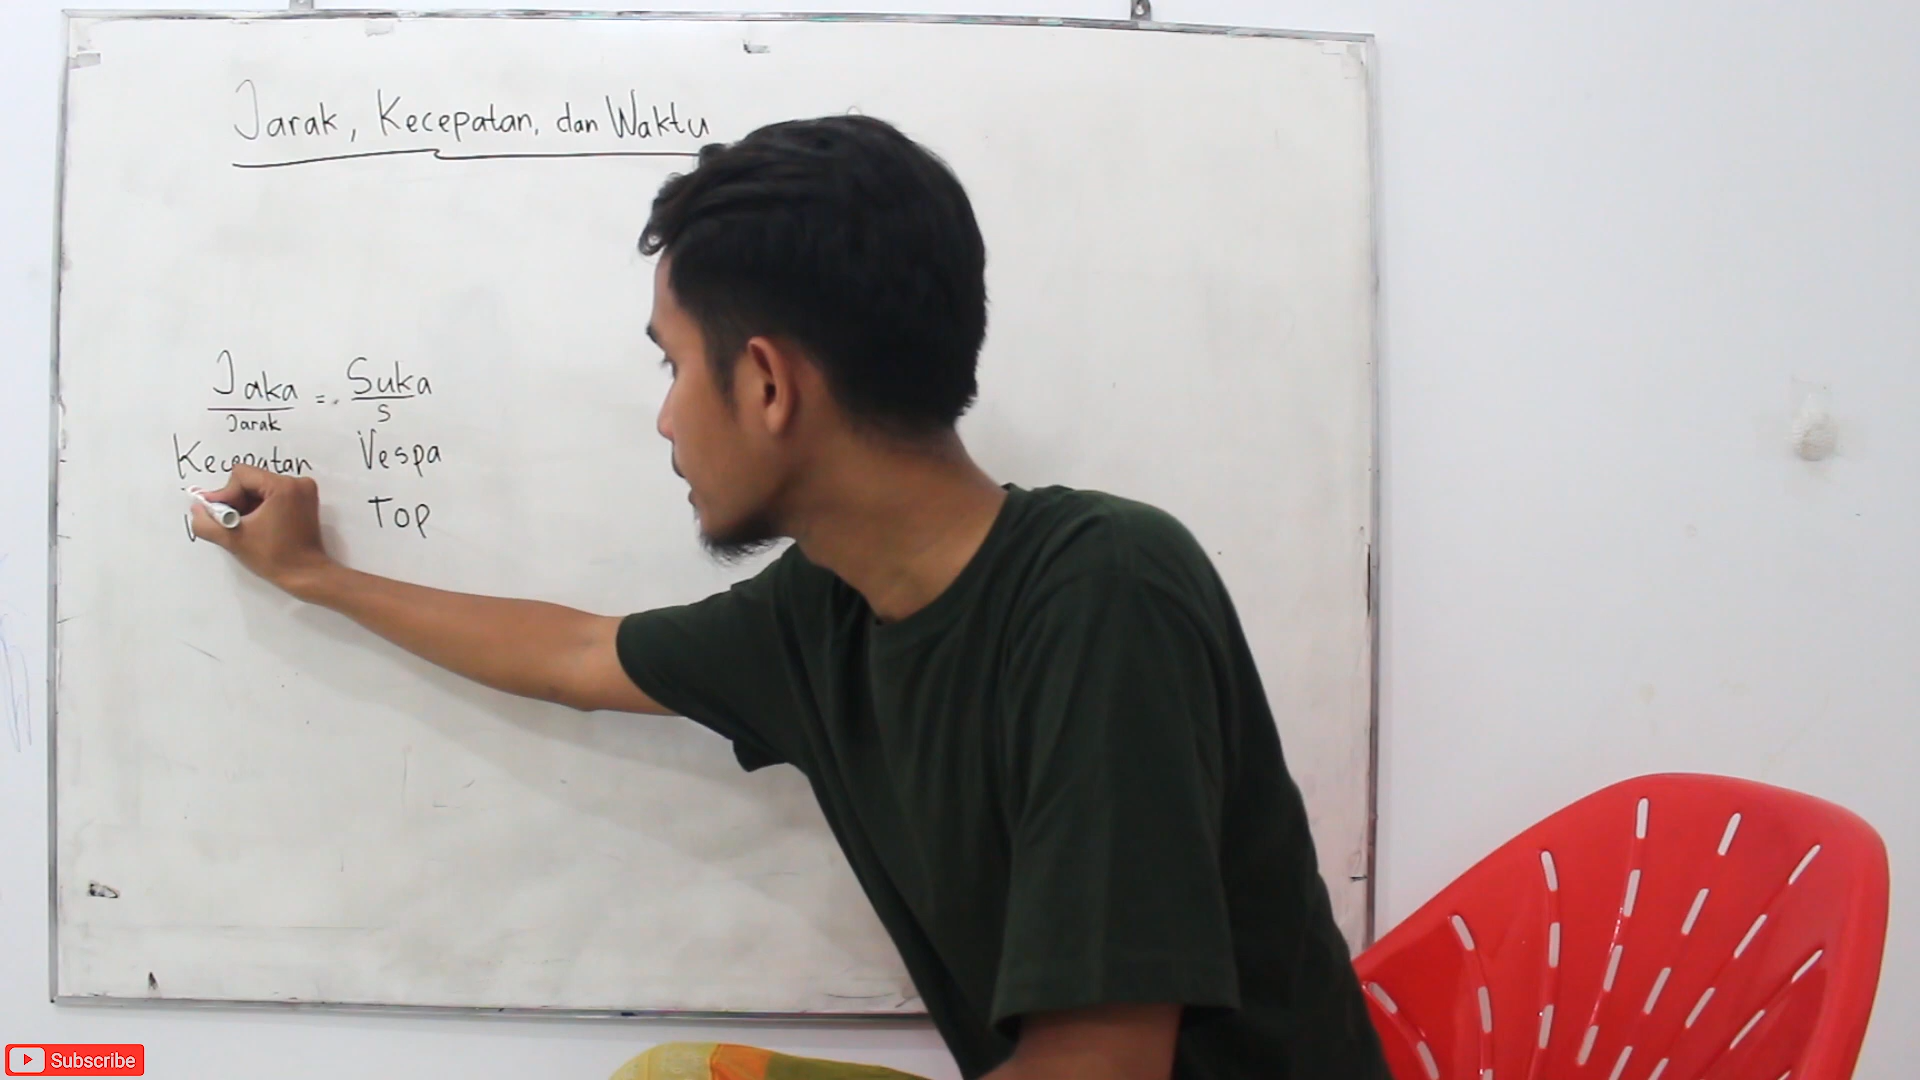 Jarak, Kecepatan, dan Waktu
Jaka = Suka
Jarak S
Kecepatan Vespa
Top
Subscribe